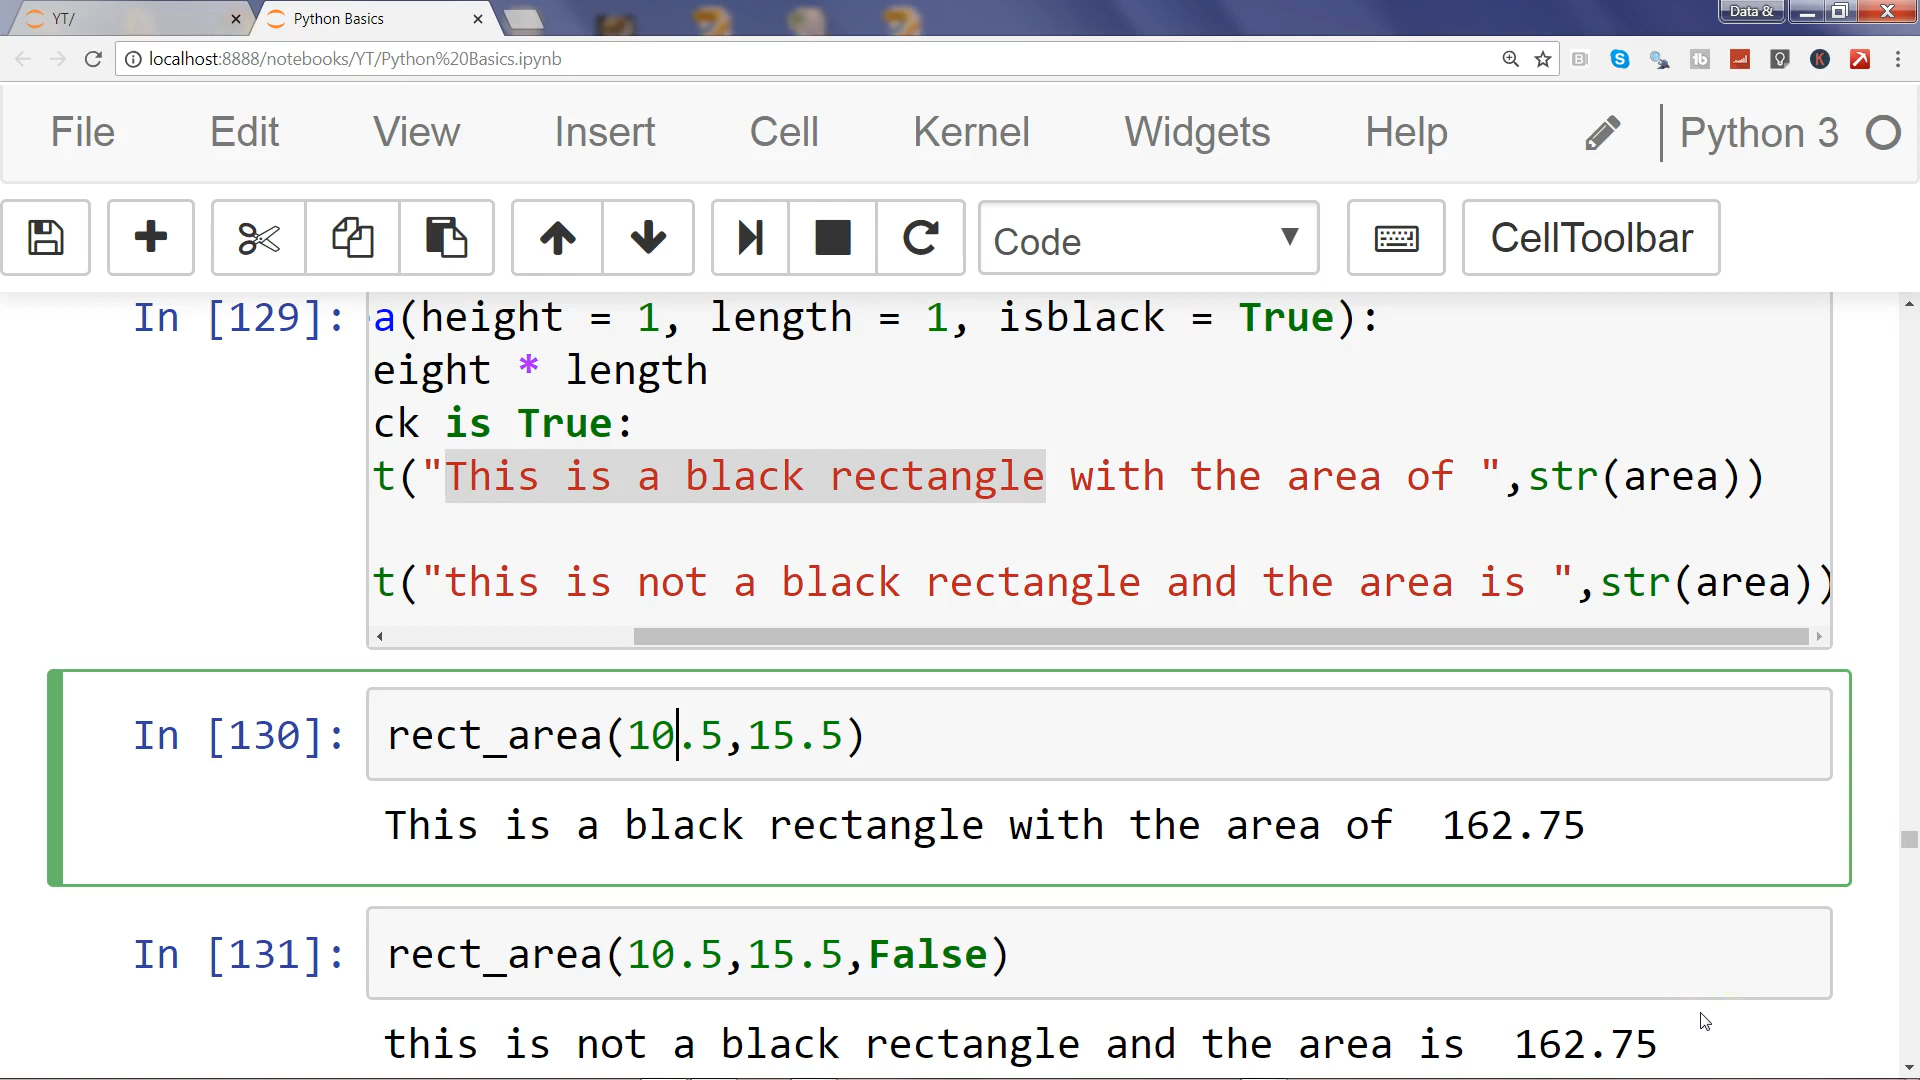 YT/
Python Basics
Data &
localhost:8888/notebooks/YT/Python%20Basics.ipynb
File Edit View Insert Cell Kernel Widgets Help Python 3
Code CellToolbar
In [129]: a(height = 1, length = 1, isblack = True):
eight * length
ck is True:
t("This is a black rectangle with the area of ",str(area))
t("this is not a black rectangle and the area is ",str(area))
In [130]: rect_area(10.5,15.5)
This is a black rectangle with the area of  162.75
In [131]: rect_area(10.5,15.5,False)
this is not a black rectangle and the area is  162.75